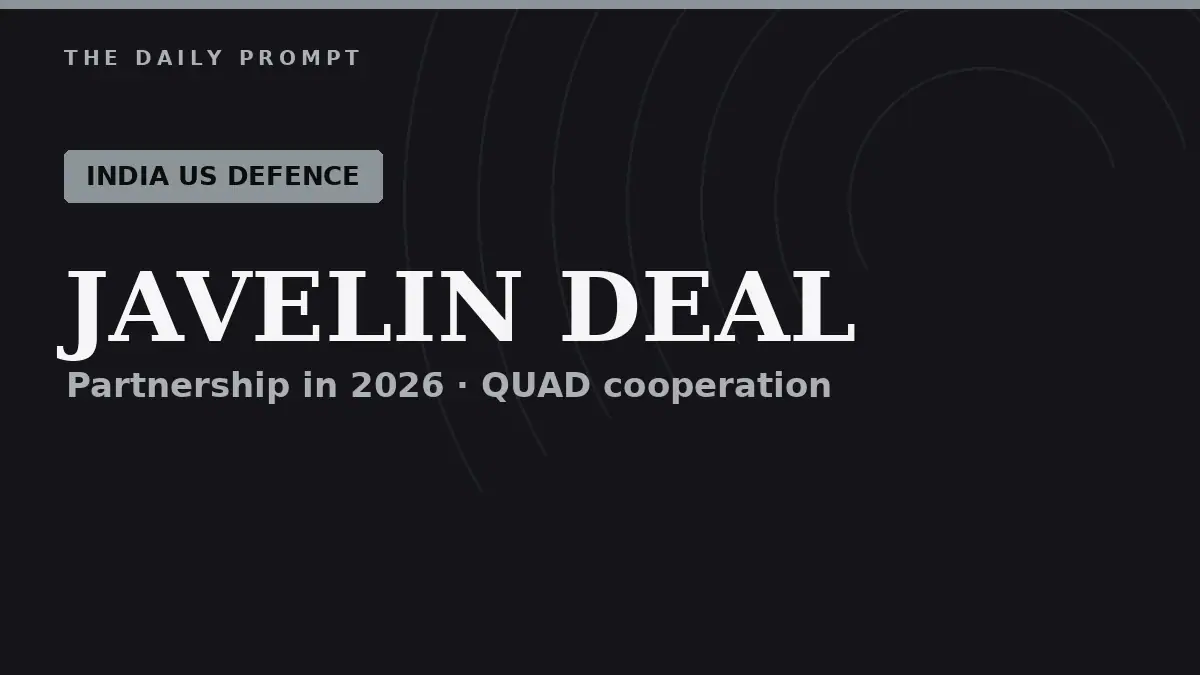 THE DAILY PROMPT
INDIA US DEFENCE
JAVELIN DEAL
Partnership in 2026 · QUAD cooperation